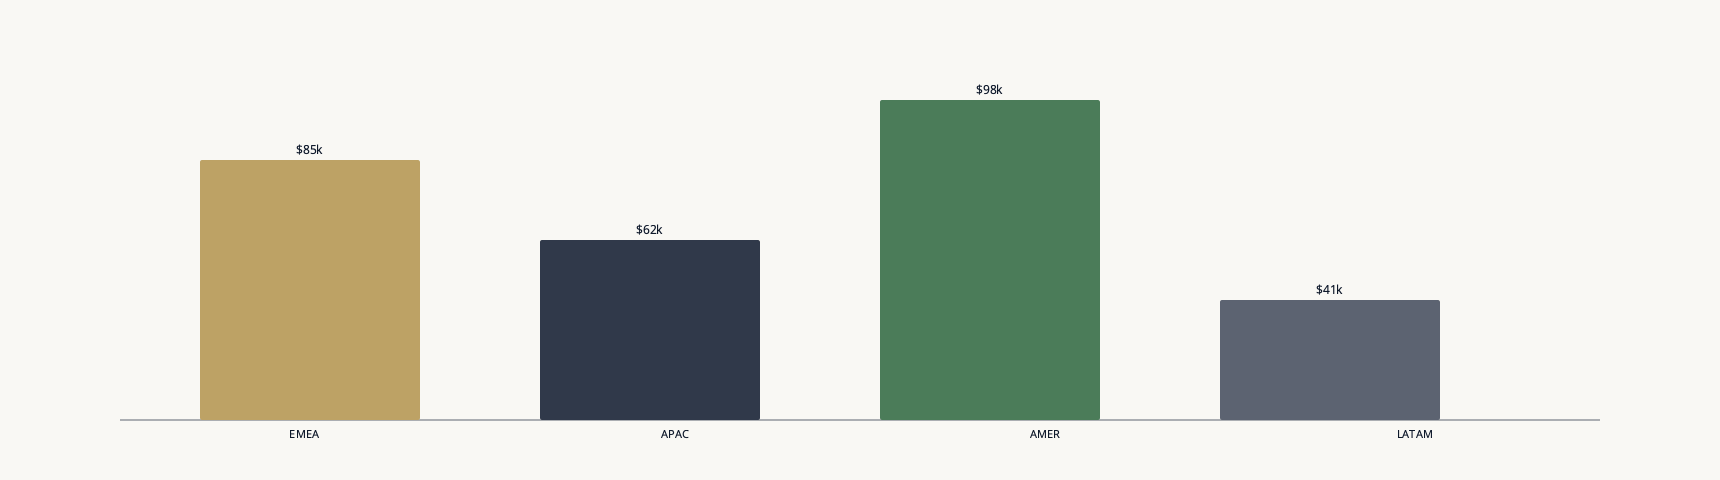 $98k
$85k
$62k
$41k
EMEA APAC AMER LATAM